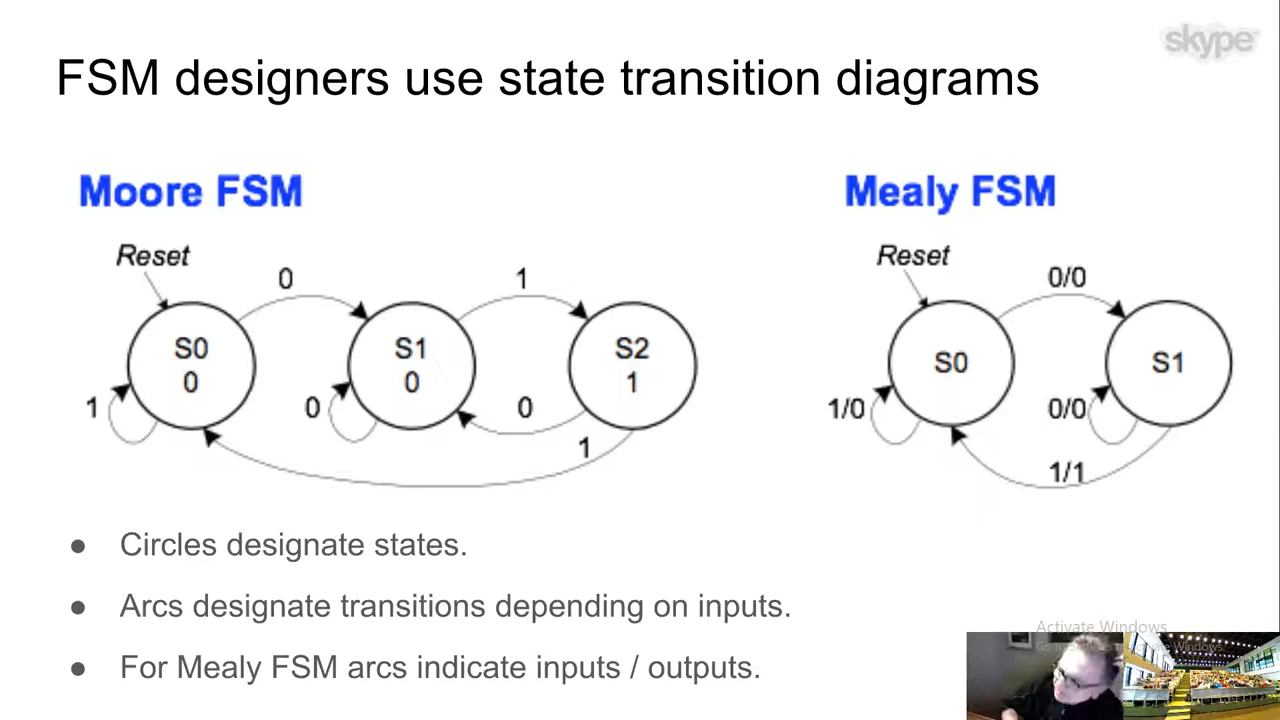 skype
FSM designers use state transition diagrams
Moore FSM
Mealy FSM
Reset
0
1
S0
0
S1
0
S2
1
1
0
0
1
Reset
0/0
S0
S1
1/0
0/0
1/1
● Circles designate states.
● Arcs designate transitions depending on inputs.
● For Mealy FSM arcs indicate inputs / outputs.
Activate Windows